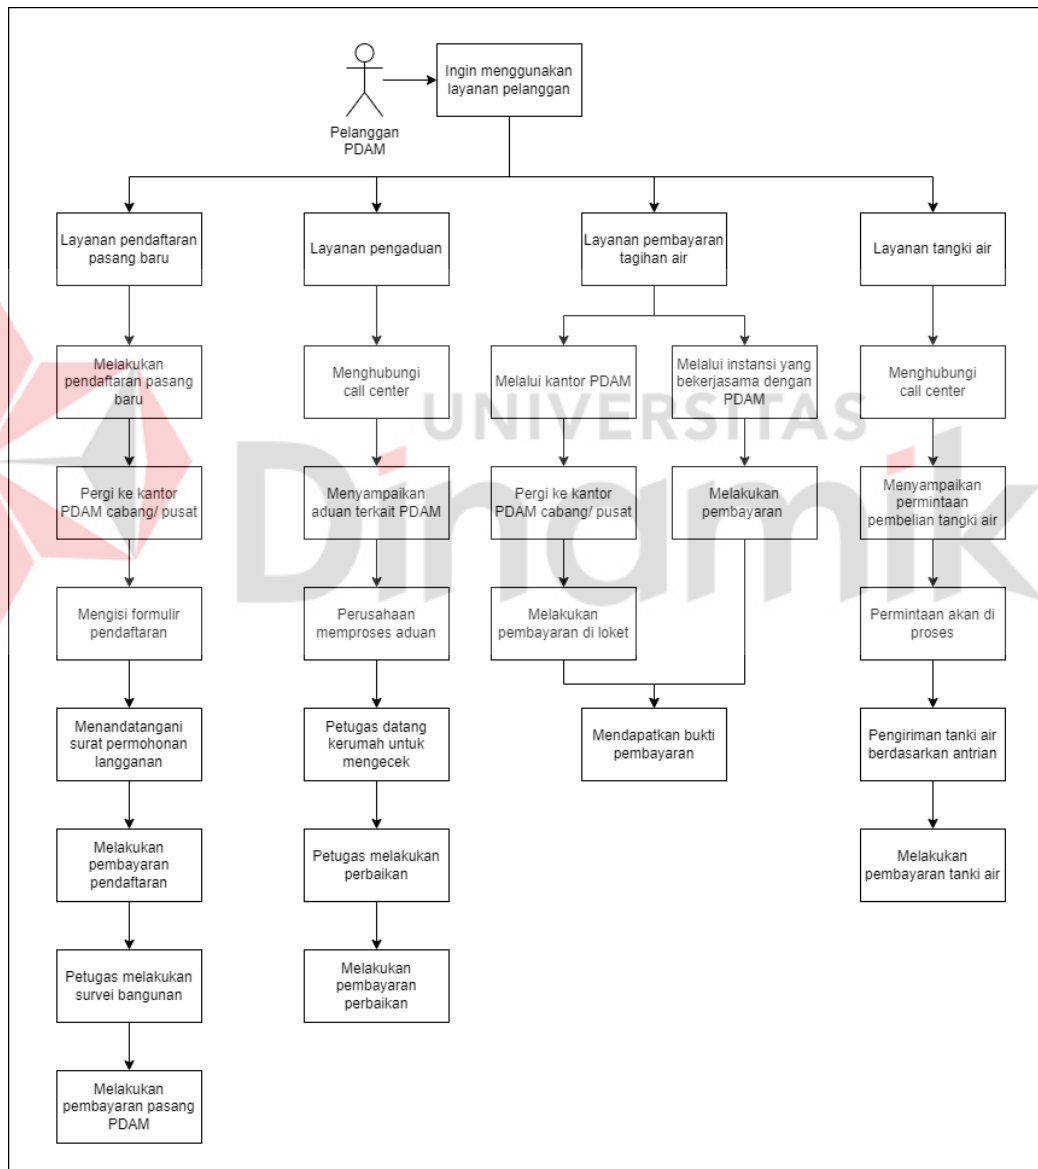 Ingin menggunakan
layanan pelanggan
Pelanggan
PDAM
Layanan pendaftaran
pasang baru
Melakukan
pendaftaran pasang
baru
Pergi ke kantor
PDAM cabang/ pusat
Mengisi formulir
pendaftaran
Menandatangani
surat permohonan
langganan
Melakukan
pembayaran
pendaftaran
Petugas melakukan
survei bangunan
Melakukan
pembayaran pasang
PDAM
Layanan pengaduan
Menghubungi
call center
Menyampaikan
aduan terkait PDAM
Perusahaan
memproses aduan
Petugas datang
kerumah untuk
mengecek
Petugas melakukan
perbaikan
Melakukan
pembayaran
perbaikan
Layanan pembayaran
tagihan air
Melalui kantor PDAM
Pergi ke kantor
PDAM cabang/ pusat
Melakukan
pembayaran di loket
Melalui instansi yang
bekerjasama dengan
PDAM
Melakukan
pembayaran
Mendapatkan bukti
pembayaran
Layanan tangki air
Menghubungi
call center
Menyampaikan
permintaan
pembelian tangki air
Permintaan akan di
proses
Pengiriman tanki air
berdasarkan antrian
Melakukan
pembayaran tanki air
UNIVERSITAS
Dinamika